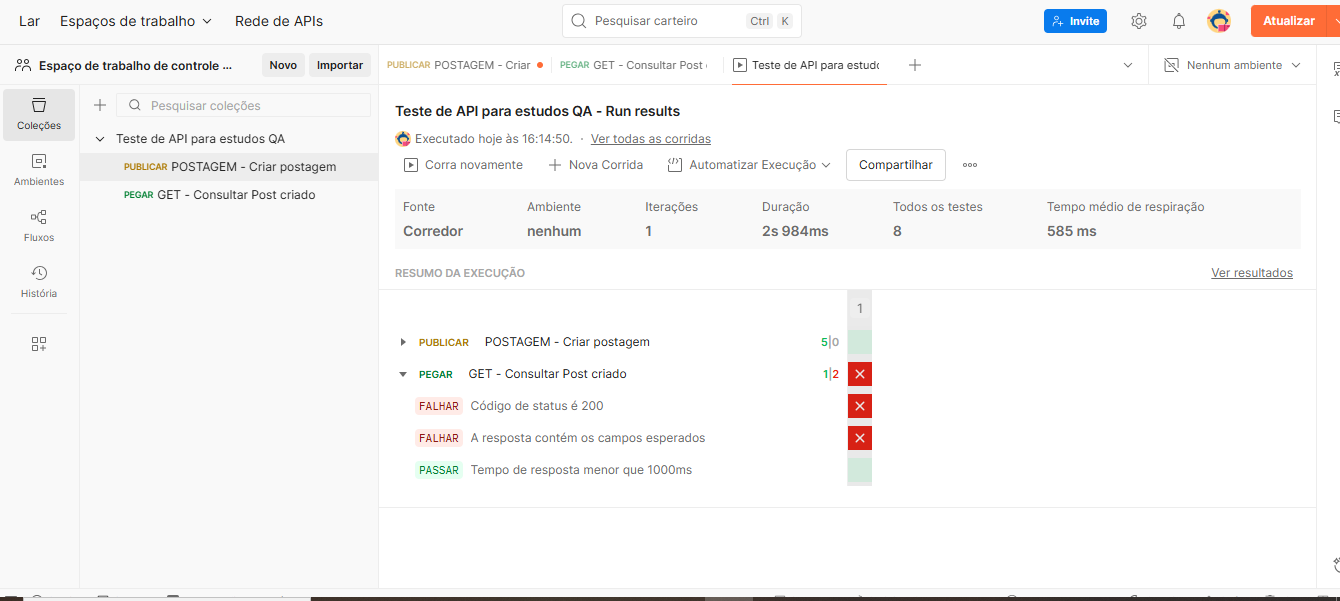 Lar Espaços de trabalho Rede de APIs Pesquisar carteiro Ctrl K Invite Atualizar
Espaço de trabalho de controle ... Novo Importar
PUBLICAR POSTAGEM - Criar PEGAR GET - Consultar Post Teste de API para estudo Nenhum ambiente
Coleções
Ambientes
Fluxos
História
Pesquisar coleções
Teste de API para estudos QA
PUBLICAR POSTAGEM - Criar postagem
PEGAR GET - Consultar Post criado
Teste de API para estudos QA - Run results
Executado hoje às 16:14:50. · Ver todas as corridas
Corra novamente Nova Corrida Automatizar Execução Compartilhar
Fonte Ambiente Iterações Duração Todos os testes Tempo médio de respiração
Corredor nenhum 1 2s 984ms 8 585 ms
RESUMO DA EXECUÇÃO Ver resultados
1
PUBLICAR POSTAGEM - Criar postagem 5|0
PEGAR GET - Consultar Post criado 1|2
FALHAR Código de status é 200
FALHAR A resposta contém os campos esperados
PASSAR Tempo de resposta menor que 1000ms